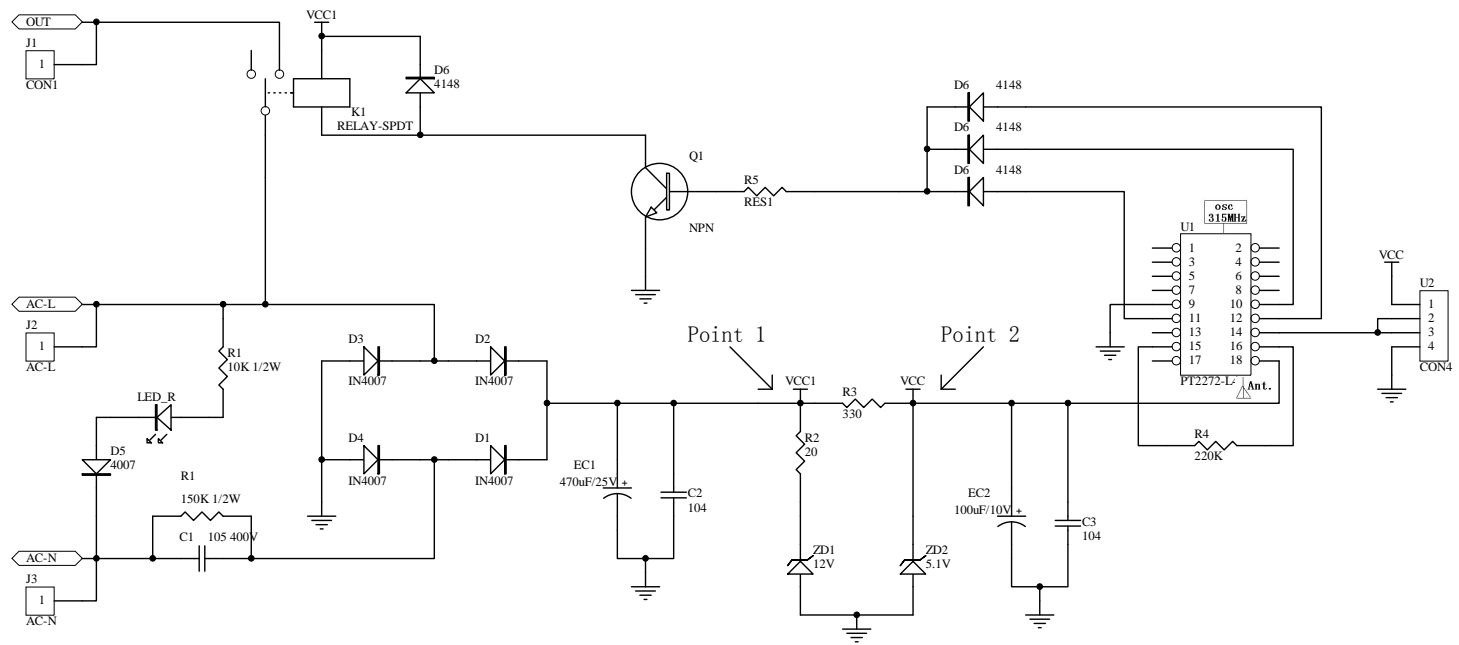 OUT
J1
1
CON1
VCC1
D6
4148
K1
RELAY-SPDT
Q1
NPN
R5
RES1
D6 4148
D6 4148
D6 4148
osc
315MHz
U1
1 2
3 4
5 6
7 8
9 10
11 12
13 14
15 16
17 18
PT2272-L
Ant.
VCC
U2
1
2
3
4
CON4
AC-L
J2
1
AC-L
R1
10K 1/2W
LED_R
D5
4007
R1
150K 1/2W
C1 105 400V
AC-N
J3
1
AC-N
D3
IN4007
D2
IN4007
D4
IN4007
D1
IN4007
EC1
470uF/25V +
C2
104
Point 1
VCC1
R2
20
ZD1
12V
R3
330
VCC
Point 2
ZD2
5.1V
EC2
100uF/10V +
C3
104
R4
220K